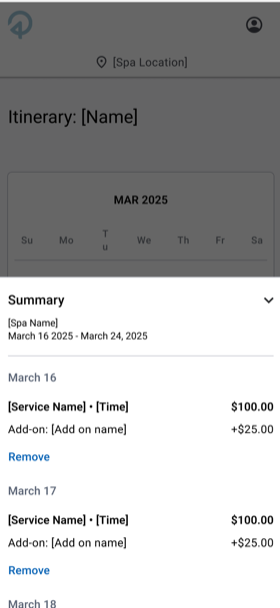 [Spa Location]
Itinerary: [Name]
MAR 2025
Su Mo Tu We Th Fr Sa
Summary
[Spa Name]
March 16 2025 - March 24, 2025
March 16
[Service Name] • [Time] $100.00
Add-on: [Add on name] +$25.00
Remove
March 17
[Service Name] • [Time] $100.00
Add-on: [Add on name] +$25.00
Remove
March 18